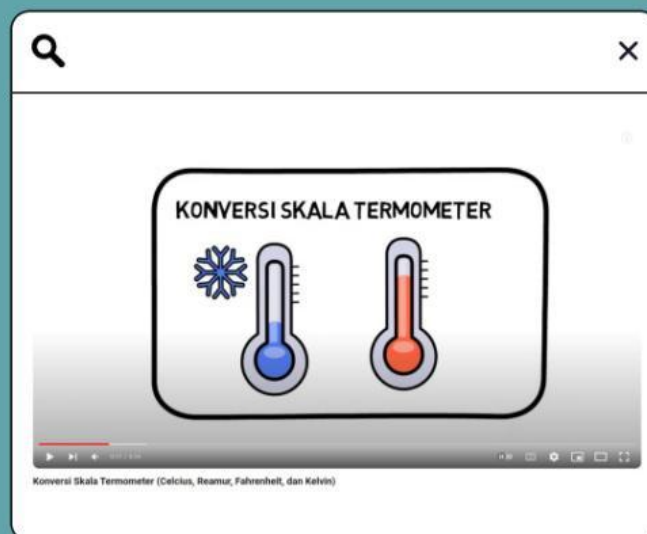 KONVERSI SKALA TERMOMETER
Konversi Skala Termometer (Celcius, Reamur, Fahrenheit, dan Kelvin)